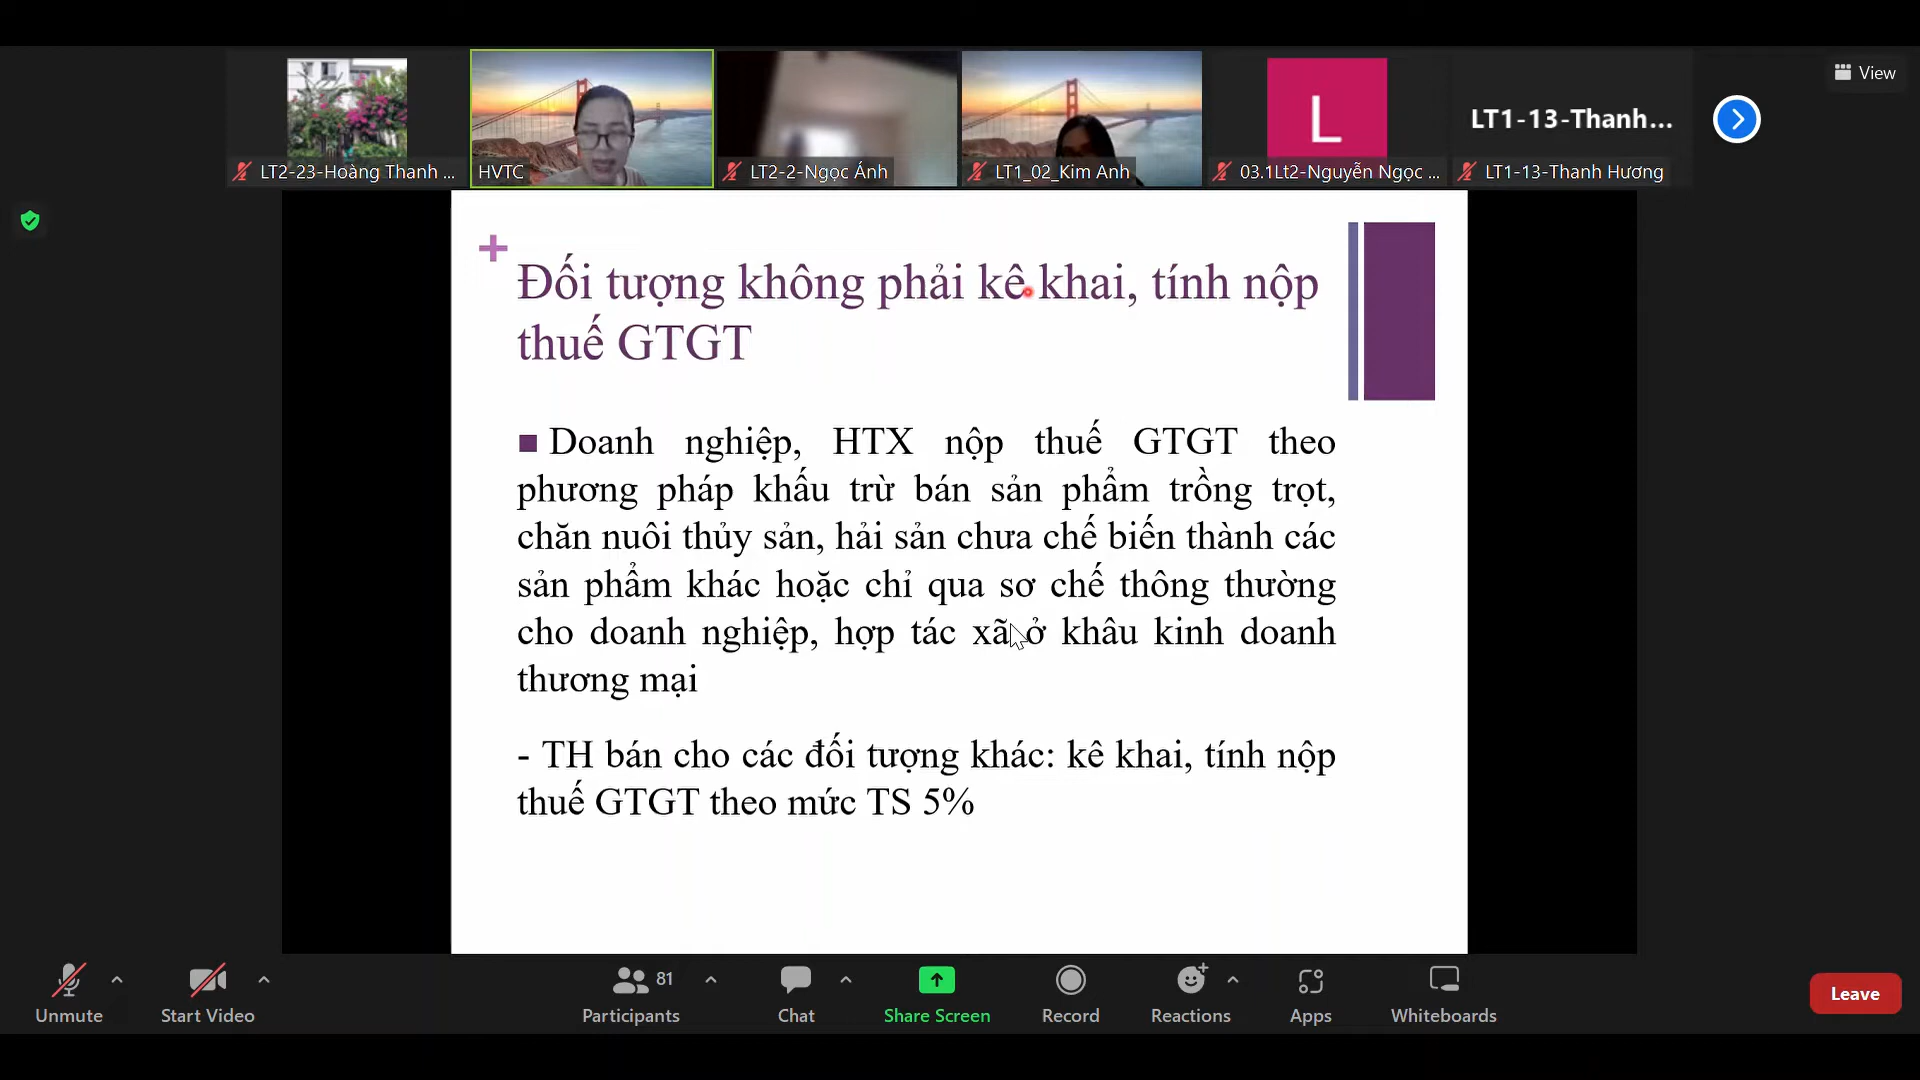 View
LT1-13-Thanh...
L
LT2-23-Hoàng Thanh ...
HVTC
LT2-2-Ngọc Ánh
LT1_02_Kim Anh
03.1Lt2-Nguyễn Ngọc ...
LT1-13-Thanh Hương
Đối tượng không phải kê khai, tính nộp
thuế GTGT
Doanh nghiệp, HTX nộp thuế GTGT theo
phương pháp khấu trừ bán sản phẩm trồng trọt,
chăn nuôi thủy sản, hải sản chưa chế biến thành các
sản phẩm khác hoặc chỉ qua sơ chế thông thường
cho doanh nghiệp, hợp tác xã ở khâu kinh doanh
thương mại
- TH bán cho các đối tượng khác: kê khai, tính nộp
thuế GTGT theo mức TS 5%
81
Unmute
Start Video
Participants
Chat
Share Screen
Record
Reactions
Apps
Whiteboards
Leave